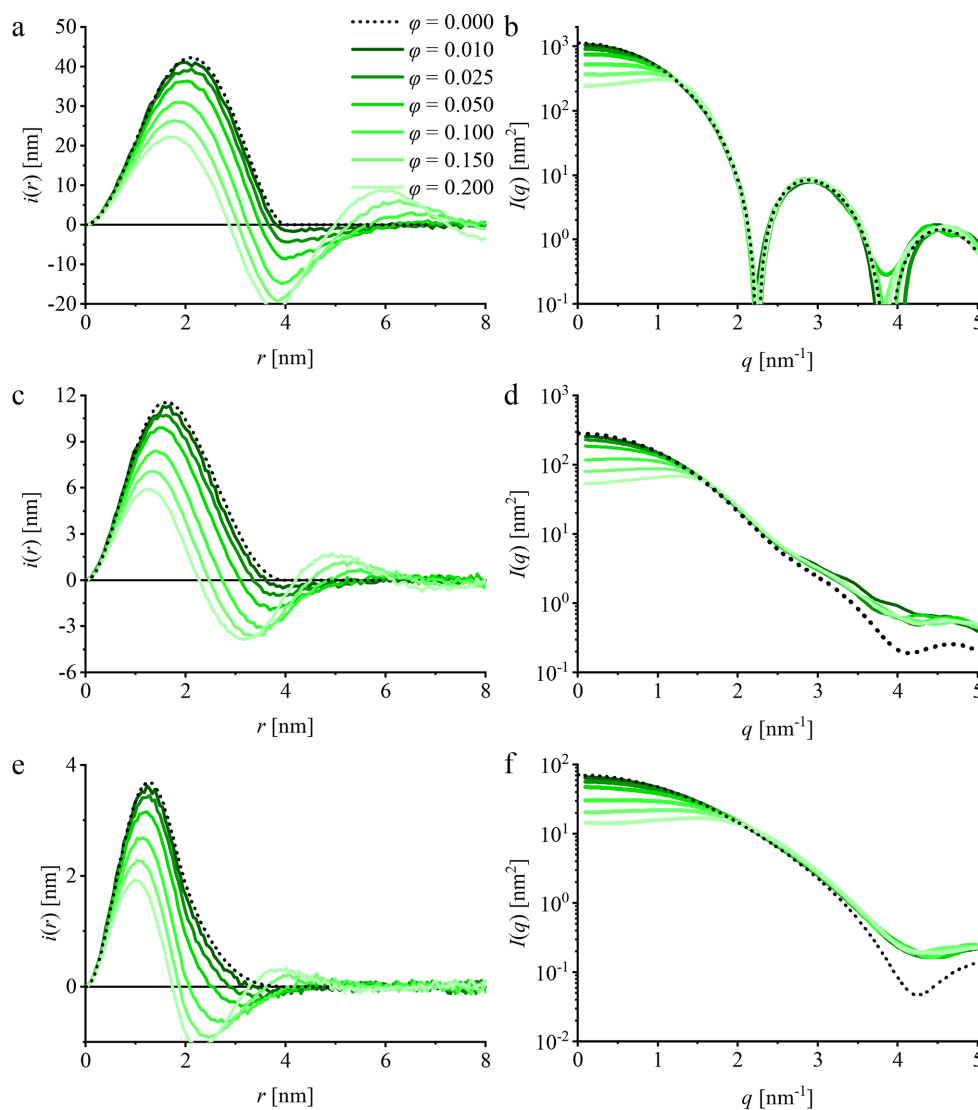 a
50
40
30
20
10
0
-10
-20
i(r) [nm]
0 2 4 6 8
r [nm]
φ = 0.000
φ = 0.010
φ = 0.025
φ = 0.050
φ = 0.100
φ = 0.150
φ = 0.200
b
10³
10²
10¹
10⁰
10⁻¹
I(q) [nm²]
0 1 2 3 4 5
q [nm⁻¹]
c
12
9
6
3
0
-3
-6
i(r) [nm]
0 2 4 6 8
r [nm]
d
10³
10²
10¹
10⁰
10⁻¹
I(q) [nm²]
0 1 2 3 4 5
q [nm⁻¹]
e
4
2
0
i(r) [nm]
0 2 4 6 8
r [nm]
f
10²
10¹
10⁰
10⁻¹
10⁻²
I(q) [nm²]
0 1 2 3 4 5
q [nm⁻¹]